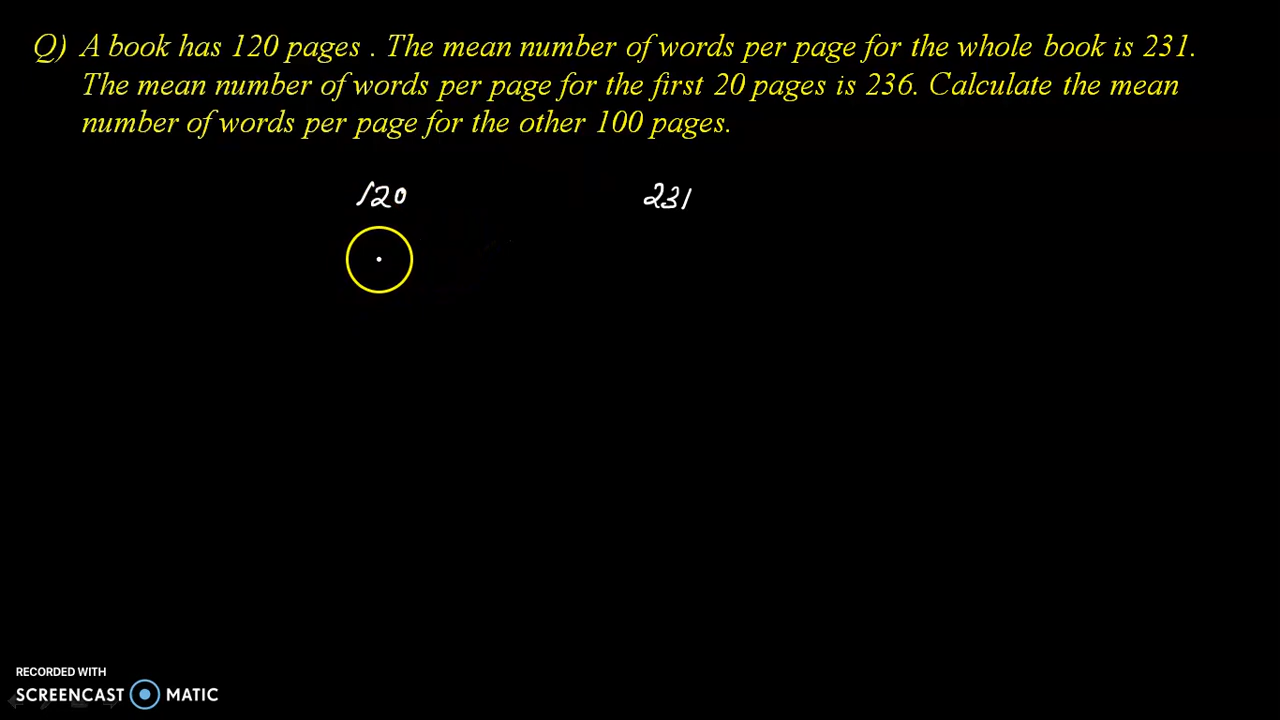 Q) A book has 120 pages . The mean number of words per page for the whole book is 231.
The mean number of words per page for the first 20 pages is 236. Calculate the mean
number of words per page for the other 100 pages.
120 231
RECORDED WITH
SCREENCAST MATIC